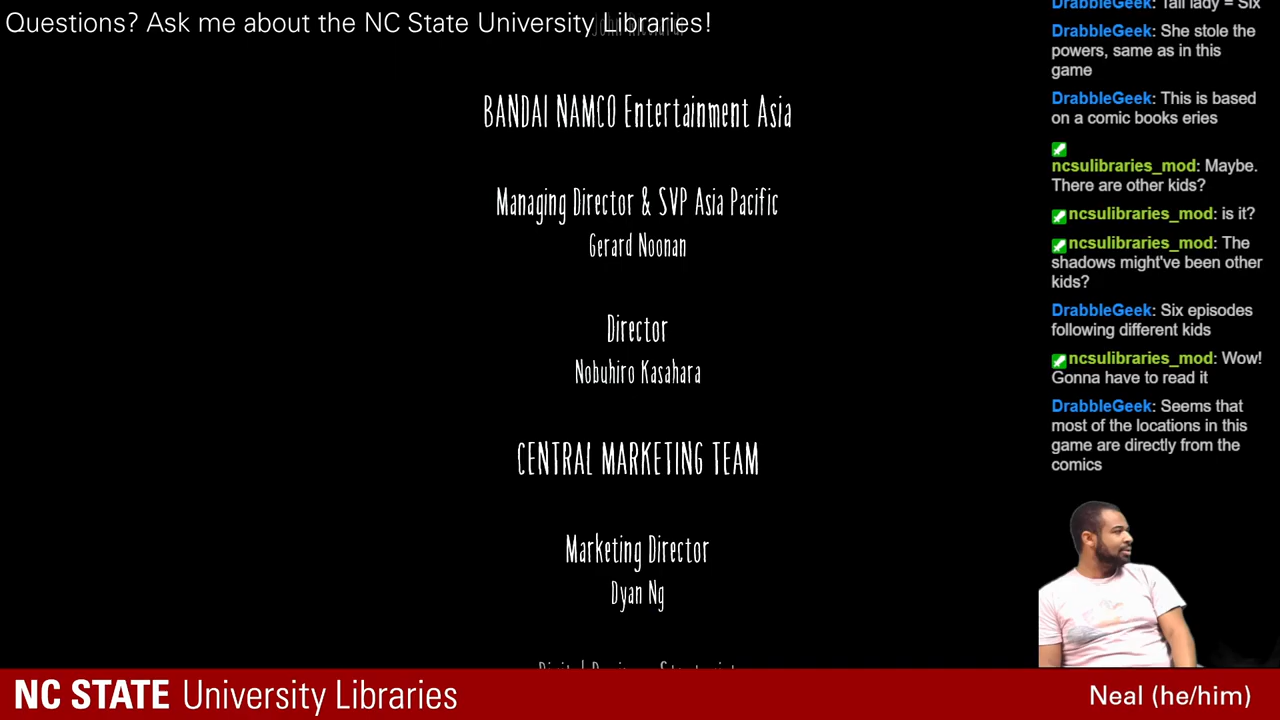 Questions? Ask me about the NC State University Libraries!
BANDAI NAMCO Entertainment Asia
Managing Director & SVP Asia Pacific
Gerard Noonan
Director
Nobuhiro Kasahara
CENTRAL MARKETING TEAM
Marketing Director
Dyan Ng
DrabbleGeek: Tall lady = Six
DrabbleGeek: She stole the
powers, same as in this
game
DrabbleGeek: This is based
on a comic books eries
ncsulibraries_mod: Maybe.
There are other kids?
ncsulibraries_mod: is it?
ncsulibraries_mod: The
shadows might've been other
kids?
DrabbleGeek: Six episodes
following different kids
ncsulibraries_mod: Wow!
Gonna have to read it
DrabbleGeek: Seems that
most of the locations in this
game are directly from the
comics
NC STATE University Libraries
Neal (he/him)